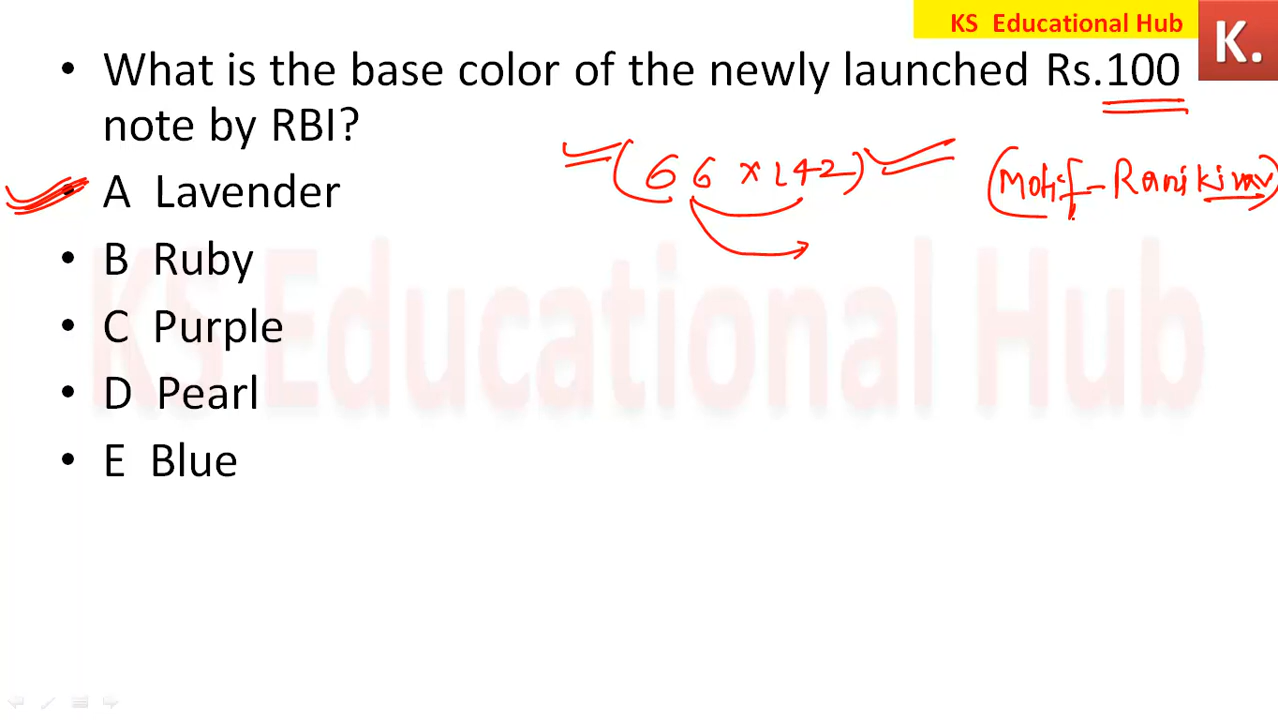 KS Educational Hub
K.
• What is the base color of the newly launched Rs.100
note by RBI?
(66 x 142)
(Motif - Rani ki vav)
• A Lavender
• B Ruby
• C Purple
• D Pearl
• E Blue
KS Educational Hub